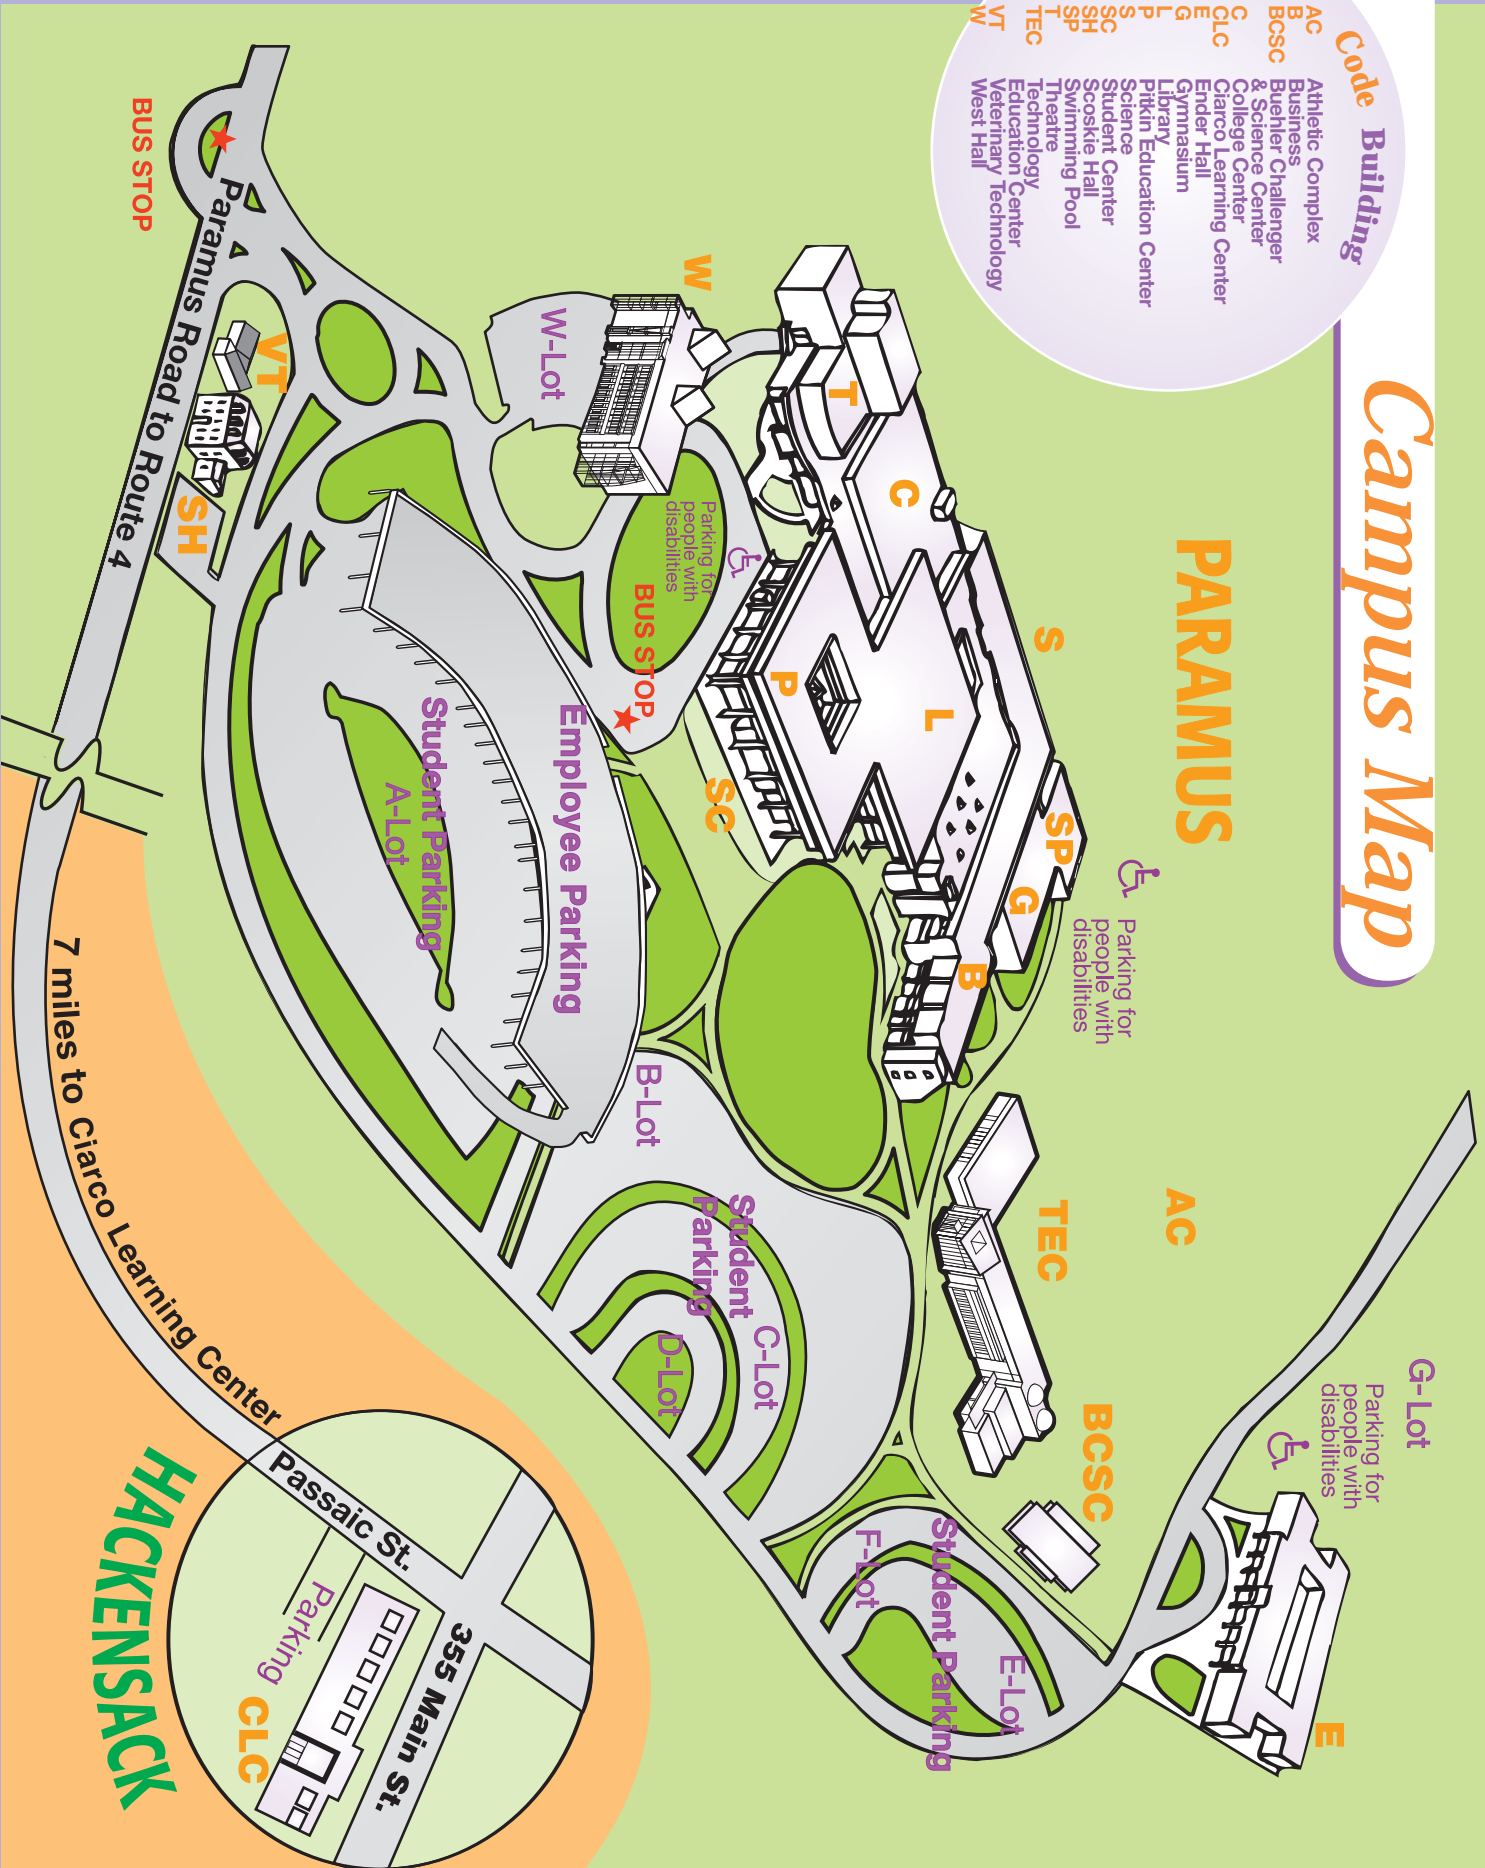 Campus Map
Code Building
AC Athletic Complex
B Business
BCSC Buehler Challenger
& Science Center
C College Center
CLC Ciarco Learning Center
E Ender Hall
G Gymnasium
L Library
P Pitkin Education Center
S Science
SC Student Center
SH Scoskie Hall
SP Swimming Pool
T Theatre
TEC Technology
Education Center
VT Veterinary Technology
W West Hall
PARAMUS
G-Lot
Parking for
people with
disabilities
E
AC
Parking for
people with
disabilities
BCSC
TEC
S
SP
G
B
L
C
T
P
SC
W
W-Lot
Parking for
people with
disabilities
BUS STOP
Employee Parking
Student Parking
A-Lot
B-Lot
Student
Parking
C-Lot
D-Lot
Student Parking
E-Lot
F-Lot
VT
SH
BUS STOP
Paramus Road to Route 4
7 miles to Ciarco Learning Center
Passaic St.
355 Main St.
Parking
CLC
HACKENSACK